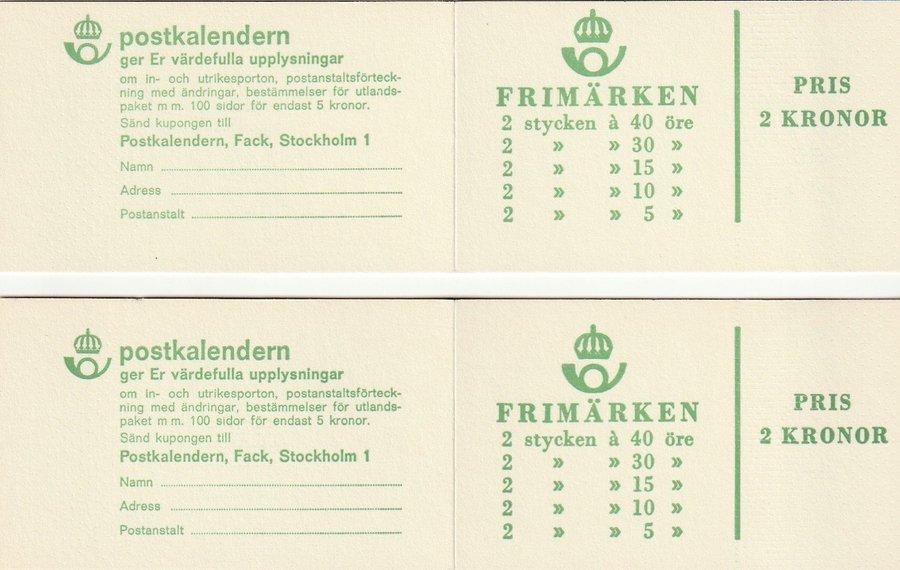 postkalendern
ger Er värdefulla upplysningar
om in- och utrikesporton, postanstaltsförteck-
ning med ändringar, bestämmelser för utlands-
paket m m. 100 sidor för endast 5 kronor.
Sänd kupongen till
Postkalendern, Fack, Stockholm 1
Namn
Adress
Postanstalt
FRIMÄRKEN
2 stycken à 40 öre
2 » » 30 »
2 » » 15 »
2 » » 10 »
2 » » 5 »
PRIS
2 KRONOR
postkalendern
ger Er värdefulla upplysningar
om in- och utrikesporton, postanstaltsförteck-
ning med ändringar, bestämmelser för utlands-
paket m m. 100 sidor för endast 5 kronor.
Sänd kupongen till
Postkalendern, Fack, Stockholm 1
Namn
Adress
Postanstalt
FRIMÄRKEN
2 stycken à 40 öre
2 » » 30 »
2 » » 15 »
2 » » 10 »
2 » » 5 »
PRIS
2 KRONOR